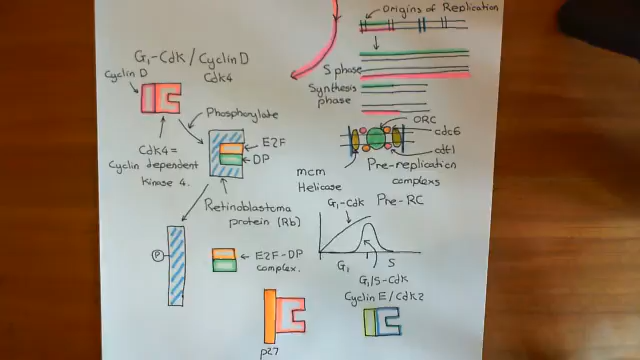 G₁-Cdk/Cyclin D
Cdk4
Cyclin D
Phosphorylate
Cdk4=
Cyclin dependent
kinase 4.
E2F
DP
Retinoblastoma
protein (Rb)
P
E2F-DP
complex.
p27
Origins of Replication
S phase
Synthesis
phase
ORC
cdc6
cdt1
mcm
Helicase
Pre-replication
complexes
Pre-RC
G₁-Cdk
G₁
S
G₁/S-Cdk
Cyclin E/Cdk2